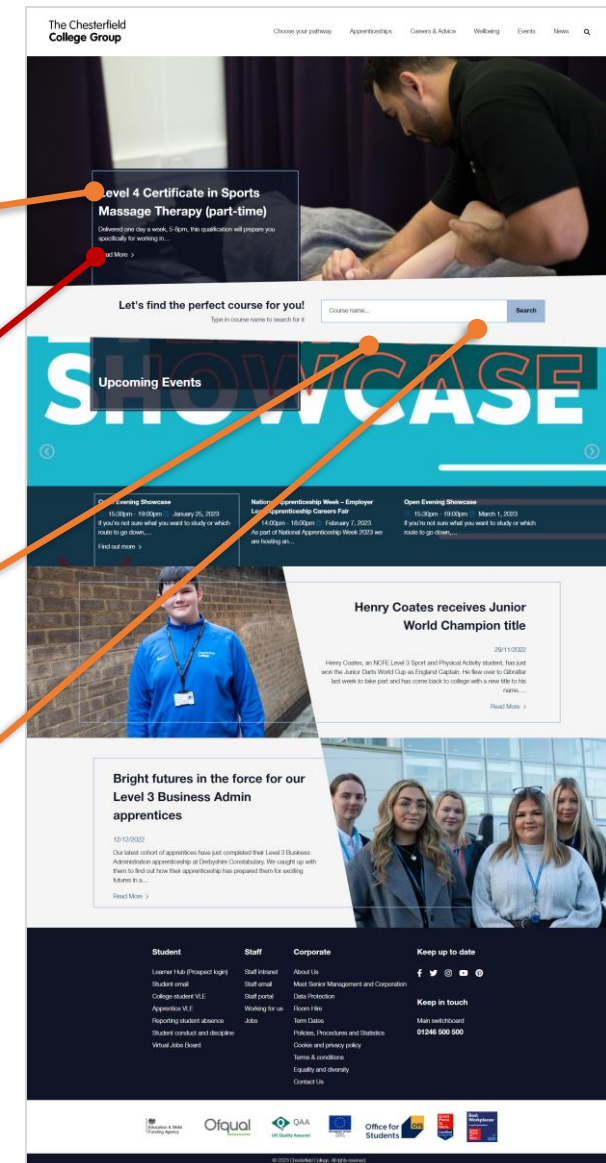 The Chesterfield
College Group
Choose your pathway Apprenticeships Careers & Advice Wellbeing Events News
Level 4 Certificate in Sports
Massage Therapy (part-time)
Delivered one day a week, 5-8pm, this qualification will prepare you
specifically for working in…
Read More >
Let's find the perfect course for you!
Type in course name to search for it
Course name...
Search
SHOWCASE
Upcoming Events
Open Evening Showcase
15:30pm - 19:00pm January 25, 2023
If you're not sure what you want to study or which
route to go down,…
Find out more >
National Apprenticeship Week – Employer
Led Apprenticeship Careers Fair
14:00pm - 18:00pm February 7, 2023
As part of National Apprenticeship Week 2023 we
are hosting an…
Open Evening Showcase
15:30pm - 19:00pm March 1, 2023
If you're not sure what you want to study or which
route to go down,…
Henry Coates receives Junior
World Champion title
29/11/2022
Henry Coates, an NCFE Level 3 Sport and Physical Activity student, has just
won the Junior Darts World Cup as England Captain. He flew over to Gibraltar
last week to take part and has come back to college with a new title to his
name.…
Read More >
Bright futures in the force for our
Level 3 Business Admin
apprentices
12/12/2022
Our latest cohort of apprentices have just completed their Level 3 Business
Administration apprenticeship at Derbyshire Constabulary. We caught up with
them to find out how their apprenticeship has prepared them for exciting
futures in a…
Read More >
Student
Learner Hub (Prospect login)
Student email
College student VLE
Apprentice VLE
Reporting student absence
Student conduct and discipline
Virtual Jobs Board
Staff
Staff intranet
Staff email
Staff portal
Working for us
Jobs
Corporate
About Us
Meet Senior Management and Corporation
Data Protection
Room Hire
Term Dates
Policies, Procedures and Statistics
Cookie and privacy policy
Terms & conditions
Equality and diversity
Contact Us
Keep up to date
Keep in touch
Main switchboard
01246 500 500
Education & Skills
Funding Agency
Ofqual
QAA
UK Quality Assured
Office for
Students
OfS
Great
Place
To
Work
Certified
Best
Workplaces
© 2023 Chesterfield College. All rights reserved.